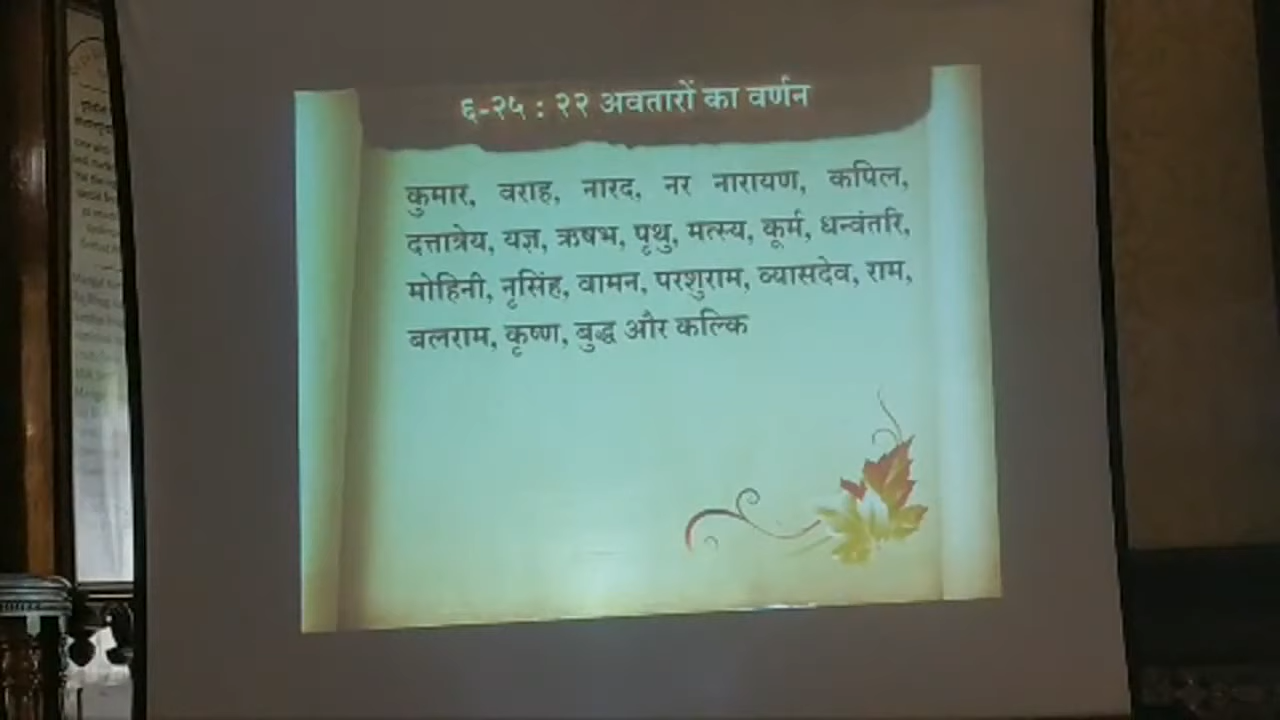 ६-२५ : २२ अवतारों का वर्णन
कुमार, वराह, नारद, नर नारायण, कपिल,
दत्तात्रेय, यज्ञ, ऋषभ, पृथु, मत्स्य, कूर्म, धन्वंतरि,
मोहिनी, नृसिंह, वामन, परशुराम, व्यासदेव, राम,
बलराम, कृष्ण, बुद्ध और कल्कि